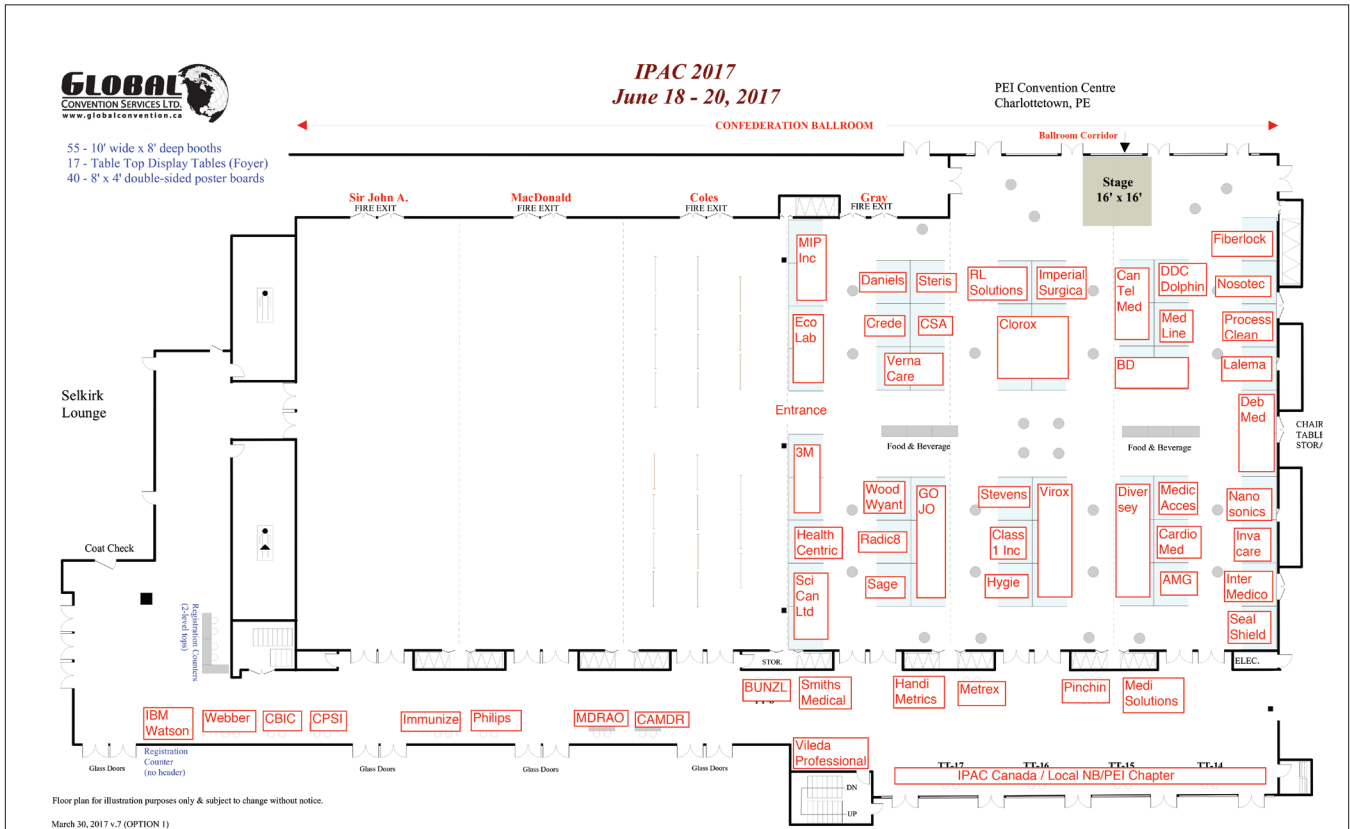 GLOBAL
CONVENTION SERVICES LTD.
www.globalconvention.ca
IPAC 2017
June 18 - 20, 2017
PEI Convention Centre
Charlottetown, PE
CONFEDERATION BALLROOM
Ballroom Corridor
55 - 10' wide x 8' deep booths
17 - Table Top Display Tables (Foyer)
40 - 8' x 4' double-sided poster boards
Stage
16' x 16'
Sir John A.
FIRE EXIT
MacDonald
FIRE EXIT
Coles
FIRE EXIT
Gray
FIRE EXIT
MIP
Inc
Fiberlock
Daniels
Steris
RL
Solutions
Imperial
Surgica
Can
Tel
Med
DDC
Dolphin
Nosotec
Eco
Lab
Crede
CSA
Clorox
Med
Line
Process
Clean
Verna
Care
BD
Lalema
Selkirk
Lounge
Entrance
Deb
Med
CHAIR
TABLE
Food & Beverage
Food & Beverage
3M
Wood
Wyant
GO
JO
Stevens
Virox
Diver
sey
Medic
Acces
Nano
sonics
Health
Centric
Radic8
Class
1 Inc
Cardio
Med
Inva
care
Coat Check
Sci
Can
Ltd
Sage
Hygie
AMG
Inter
Medico
Seal
Shield
Registration Counters
(2-level tops)
STOR.
ELEC.
BUNZL
Smiths
Medical
Handi
Metrics
Metrex
Pinchin
Medi
Solutions
IBM
Watson
Webber
CBIC
CPSI
Immunize
Philips
MDRAO
CAMDR
Registration
Counter
(no header)
Glass Doors
Glass Doors
Glass Doors
Glass Doors
Vileda
Professional
TT-17
TT-16
TT-15
TT-14
IPAC Canada / Local NB/PEI Chapter
DN
UP
Floor plan for illustration purposes only & subject to change without notice.
March 30, 2017 v.7 (OPTION 1)